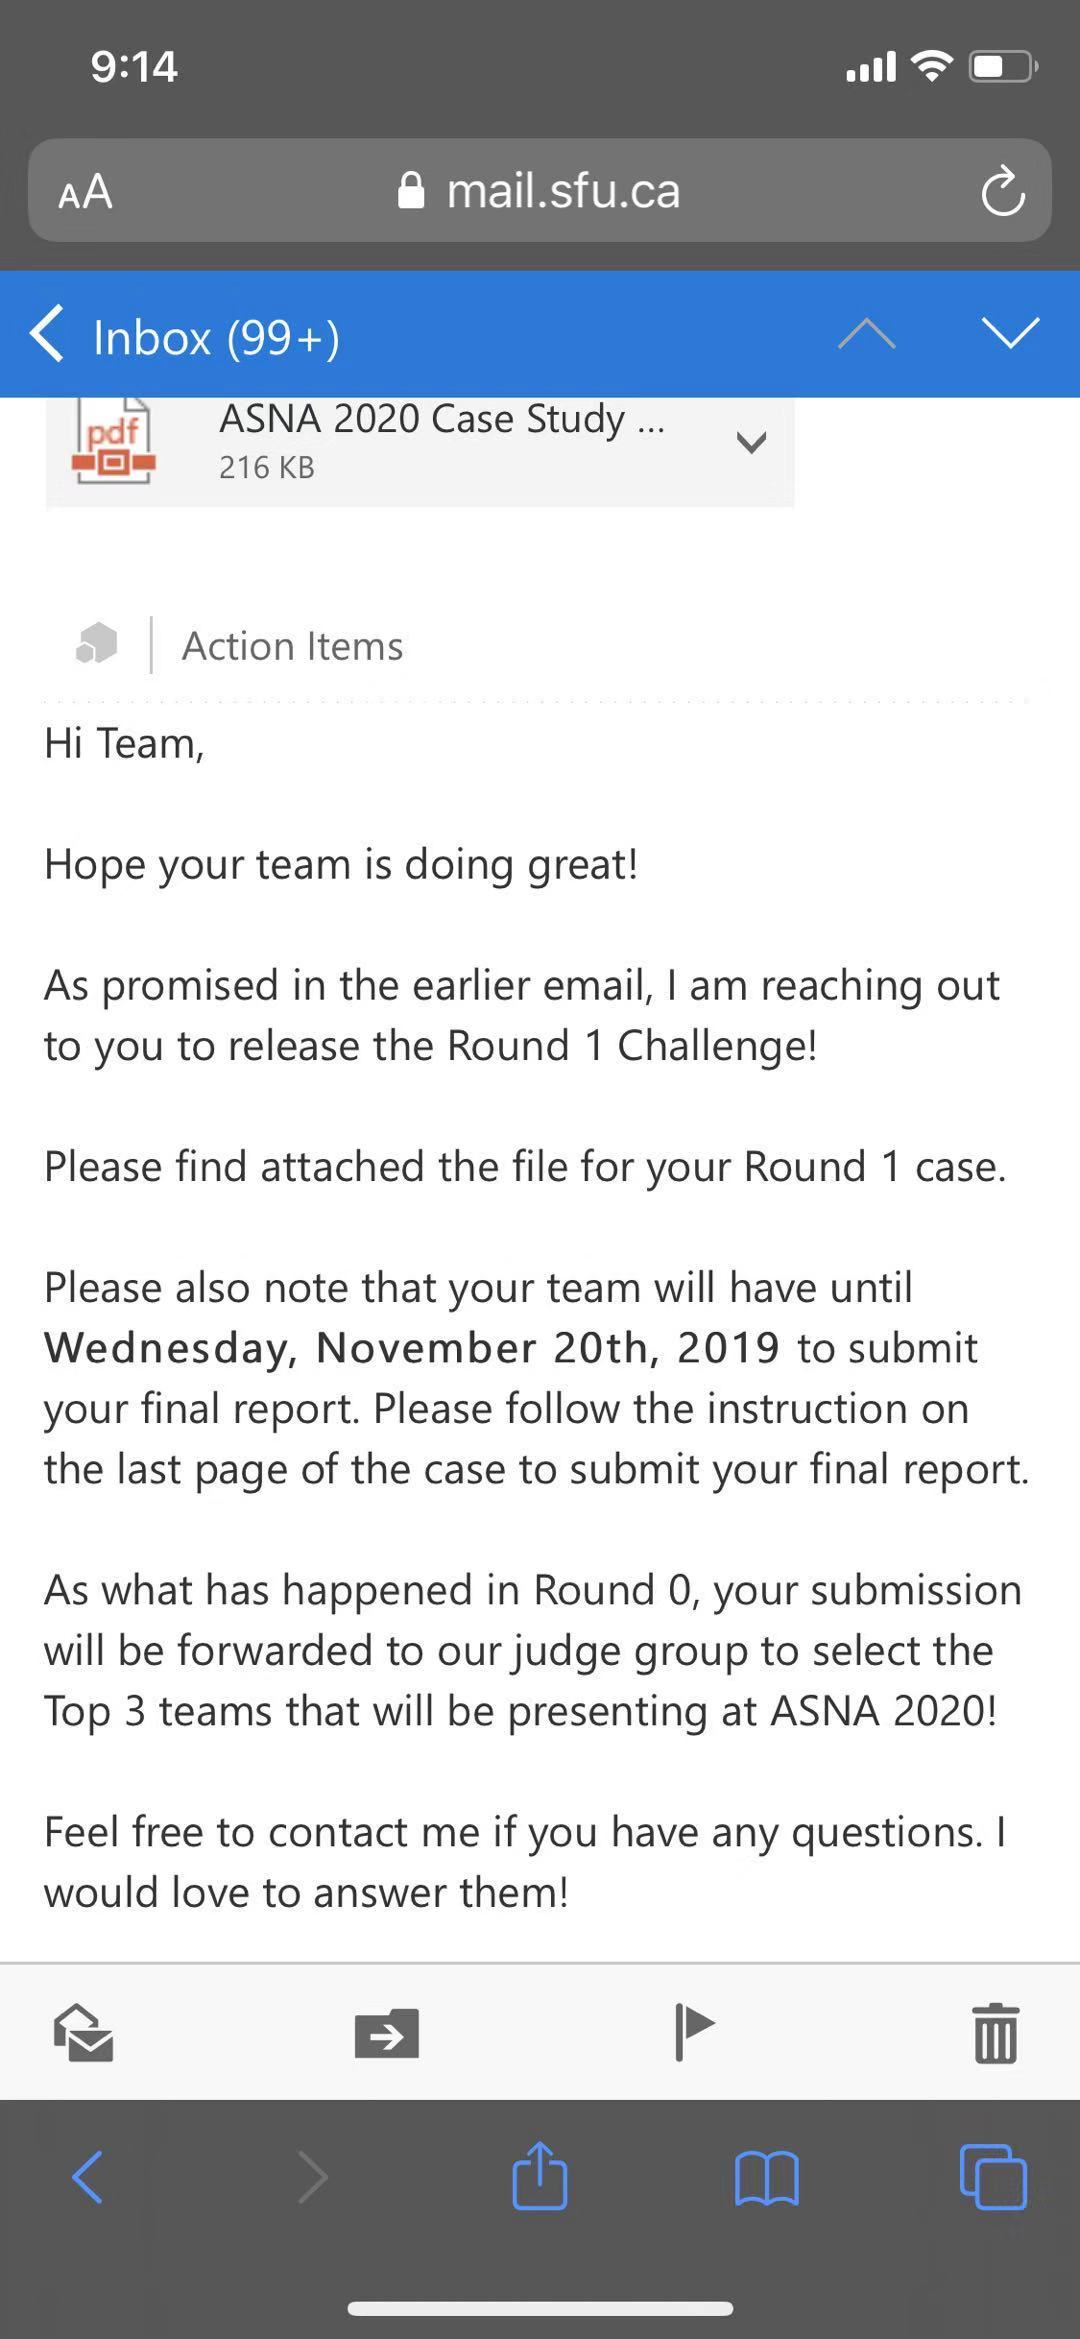 9:14
AA mail.sfu.ca
Inbox (99+)
pdf
ASNA 2020 Case Study ...
216 KB
Action Items
Hi Team,
Hope your team is doing great!
As promised in the earlier email, I am reaching out
to you to release the Round 1 Challenge!
Please find attached the file for your Round 1 case.
Please also note that your team will have until
Wednesday, November 20th, 2019 to submit
your final report. Please follow the instruction on
the last page of the case to submit your final report.
As what has happened in Round 0, your submission
will be forwarded to our judge group to select the
Top 3 teams that will be presenting at ASNA 2020!
Feel free to contact me if you have any questions. I
would love to answer them!